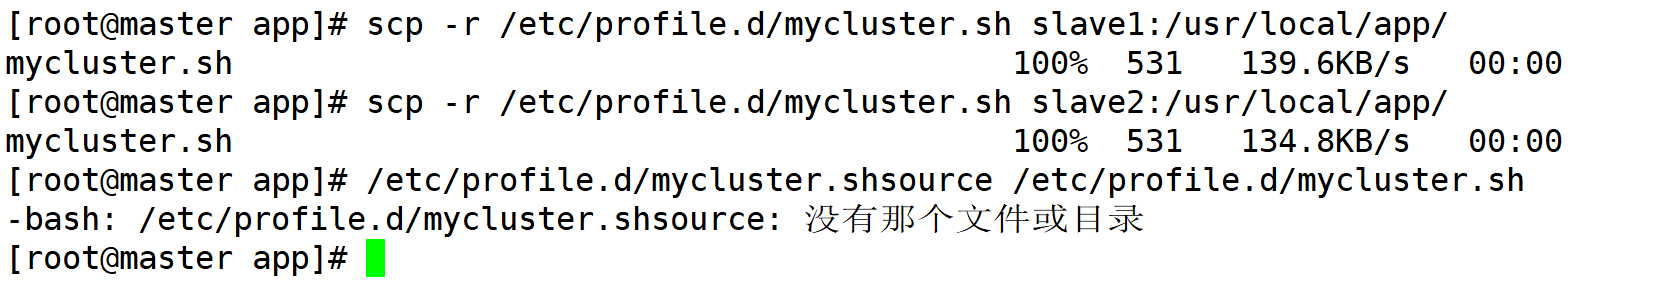 [root@master app]# scp -r /etc/profile.d/mycluster.sh slave1:/usr/local/app/
mycluster.sh                                         100%  531   139.6KB/s   00:00
[root@master app]# scp -r /etc/profile.d/mycluster.sh slave2:/usr/local/app/
mycluster.sh                                         100%  531   134.8KB/s   00:00
[root@master app]# /etc/profile.d/mycluster.shsource /etc/profile.d/mycluster.sh
-bash: /etc/profile.d/mycluster.shsource: 没有那个文件或目录
[root@master app]#